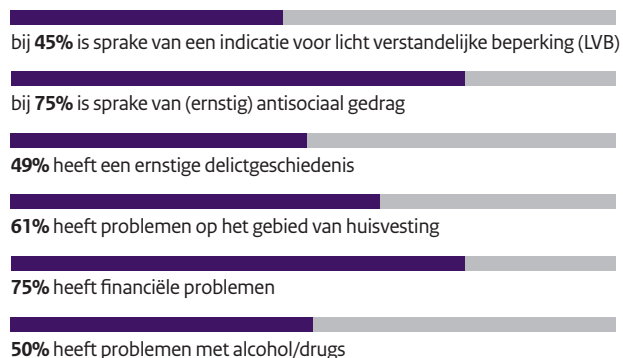 bij 45% is sprake van een indicatie voor licht verstandelijke beperking (LVB)
bij 75% is sprake van (ernstig) antisociaal gedrag
49% heeft een ernstige delictgeschiedenis
61% heeft problemen op het gebied van huisvesting
75% heeft financiële problemen
50% heeft problemen met alcohol/drugs